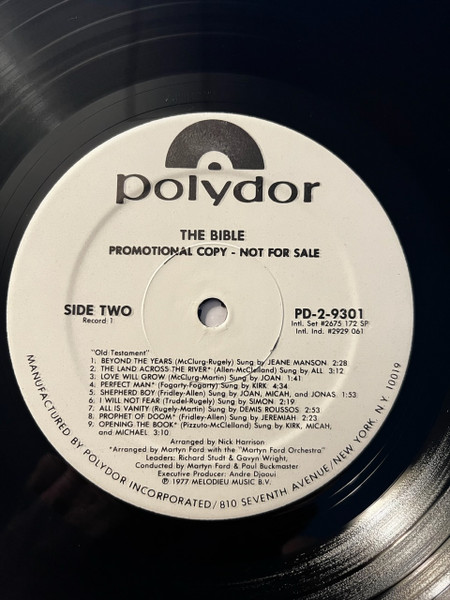 polydor
THE BIBLE
PROMOTIONAL COPY - NOT FOR SALE
SIDE TWO
Record 1
PD-2-9301
Intl. Set #2675 172 SP
Intl. #2929 061
"Old Testament"
1. BEYOND THE YEARS (McClurg-Rugely) Sung by JEANE MANSON 2:28
2. THE LAND ACROSS THE RIVER* (Allen-McClelland) Sung by ALL 3:12
3. LOVE WILL GROW (McClurg-Martin) Sung by JOAN 1:41
4. PERFECT MAN* (Fogarty-Fogarty) Sung by KIRK 4:34
5. SHEPHERD BOY (Fridley-Allen) Sung by JOAN, MICAH, and JONAS 1:53
6. I WILL NOT FEAR (Trudel-Rugely) Sung by SIMON 2:19
7. ALL IS VANITY (Rugely-Martin) Sung by DEMIS ROUSSOS 2:53
8. PROPHET OF DOOM* (Fridley-Allen) Sung by JEREMIAH 2:23
9. OPENING THE BOOK* (Pizzuto-McClelland) Sung by KIRK, MICAH,
and MICHAEL 3:10
Arranged by Nick Harrison
*Arranged by Martyn Ford with the "Martyn Ford Orchestra"
Leaders: Richard Studt & Gavyn Wright,
Conducted by Martyn Ford & Paul Buckmaster
Executive Producer: Andre Djaoui
℗ 1977 MELODIEU MUSIC B.V.
MANUFACTURED BY POLYDOR INCORPORATED/810 SEVENTH AVENUE/NEW YORK, N.Y. 10019